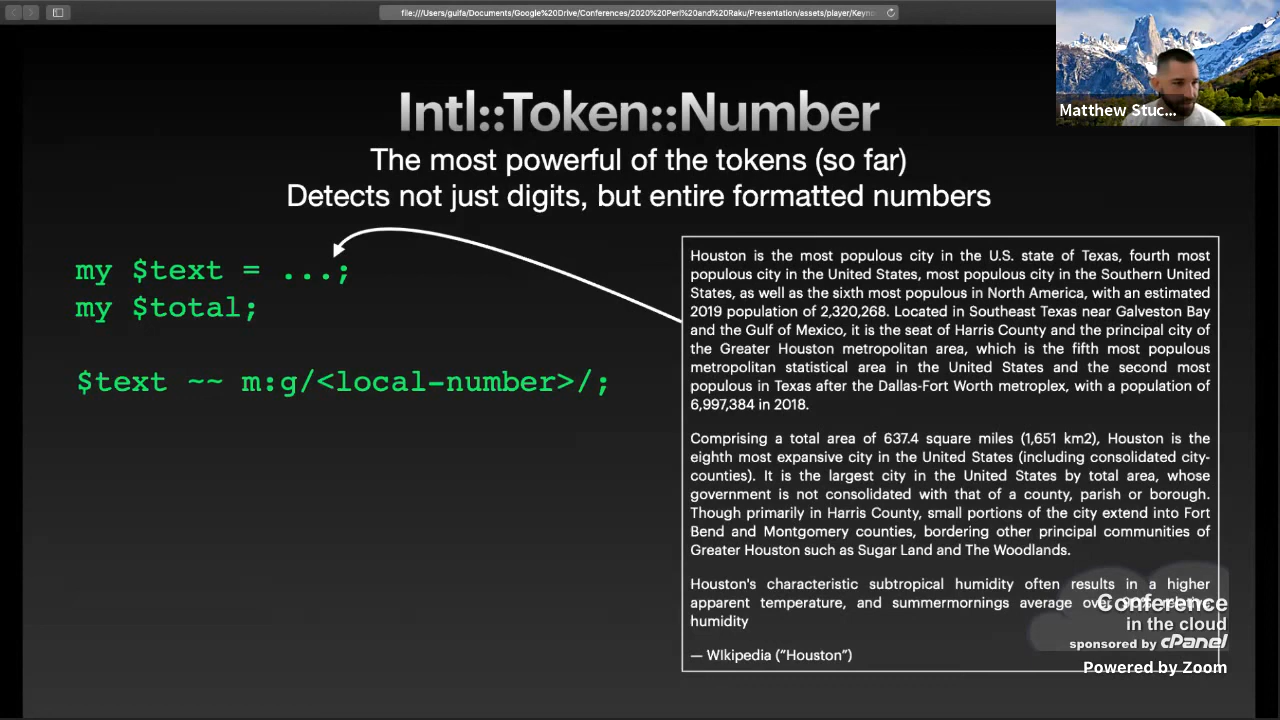 file:///Users/guifa/Documents/Google%20Drive/Conferences/2020%20Perl%20and%20Raku/Presentation/assets/player/Keyno
Matthew Stuc...
Intl::Token::Number
The most powerful of the tokens (so far)
Detects not just digits, but entire formatted numbers
my $text = ...;
my $total;
$text ~~ m:g/<local-number>/;
Houston is the most populous city in the U.S. state of Texas, fourth most
populous city in the United States, most populous city in the Southern United
States, as well as the sixth most populous in North America, with an estimated
2019 population of 2,320,268. Located in Southeast Texas near Galveston Bay
and the Gulf of Mexico, it is the seat of Harris County and the principal city of
the Greater Houston metropolitan area, which is the fifth most populous
metropolitan statistical area in the United States and the second most
populous in Texas after the Dallas-Fort Worth metroplex, with a population of
6,997,384 in 2018.
Comprising a total area of 637.4 square miles (1,651 km2), Houston is the
eighth most expansive city in the United States (including consolidated city-
counties). It is the largest city in the United States by total area, whose
government is not consolidated with that of a county, parish or borough.
Though primarily in Harris County, small portions of the city extend into Fort
Bend and Montgomery counties, bordering other principal communities of
Greater Houston such as Sugar Land and The Woodlands.
Houston's characteristic subtropical humidity often results in a higher
apparent temperature, and summermornings average over 90% relative
humidity
— WIkipedia ("Houston")
Conference
in the cloud
sponsored by cPanel
Powered by Zoom